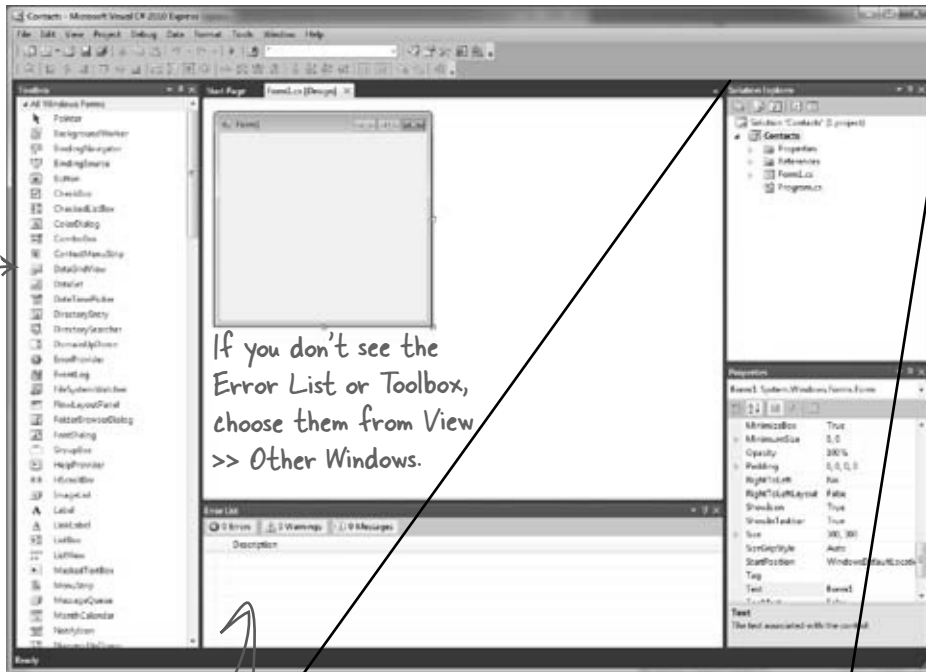 Contacts - Microsoft Visual C# 2010 Express
File Edit View Project Debug Data Format Tools Window Help
Toolbox
All Windows Forms
Pointer
BackgroundWorker
BindingNavigator
BindingSource
Button
CheckBox
CheckedListBox
ColorDialog
ComboBox
ContextMenuStrip
DataGridView
DataSet
DateTimePicker
DirectoryEntry
DirectorySearcher
DomainUpDown
ErrorProvider
EventLog
FileSystemWatcher
FlowLayoutPanel
FolderBrowserDialog
FontDialog
GroupBox
HelpProvider
HScrollBar
ImageList
Label
LinkLabel
ListBox
ListView
MaskedTextBox
MenuStrip
MessageQueue
MonthCalendar
NotifyIcon
NumericUpDown
Start Page Form1.cs [Design]
Form1
If you don't see the
Error List or Toolbox,
choose them from View
>> Other Windows.
Error List
0 Errors 0 Warnings 0 Messages
Description
Solution Explorer
Solution 'Contacts' (1 project)
Contacts
Properties
References
Form1.cs
Program.cs
Properties
Form1 System.Windows.Forms.Form
MinimizeBox True
MinimumSize 0, 0
Opacity 100%
Padding 0, 0, 0, 0
RightToLeft No
RightToLeftLayout False
ShowIcon True
ShowInTaskbar True
Size 300, 300
SizeGripStyle Auto
StartPosition WindowsDefaultLocatio
Tag
Text Form1
Text
The text associated with the control.
Ready